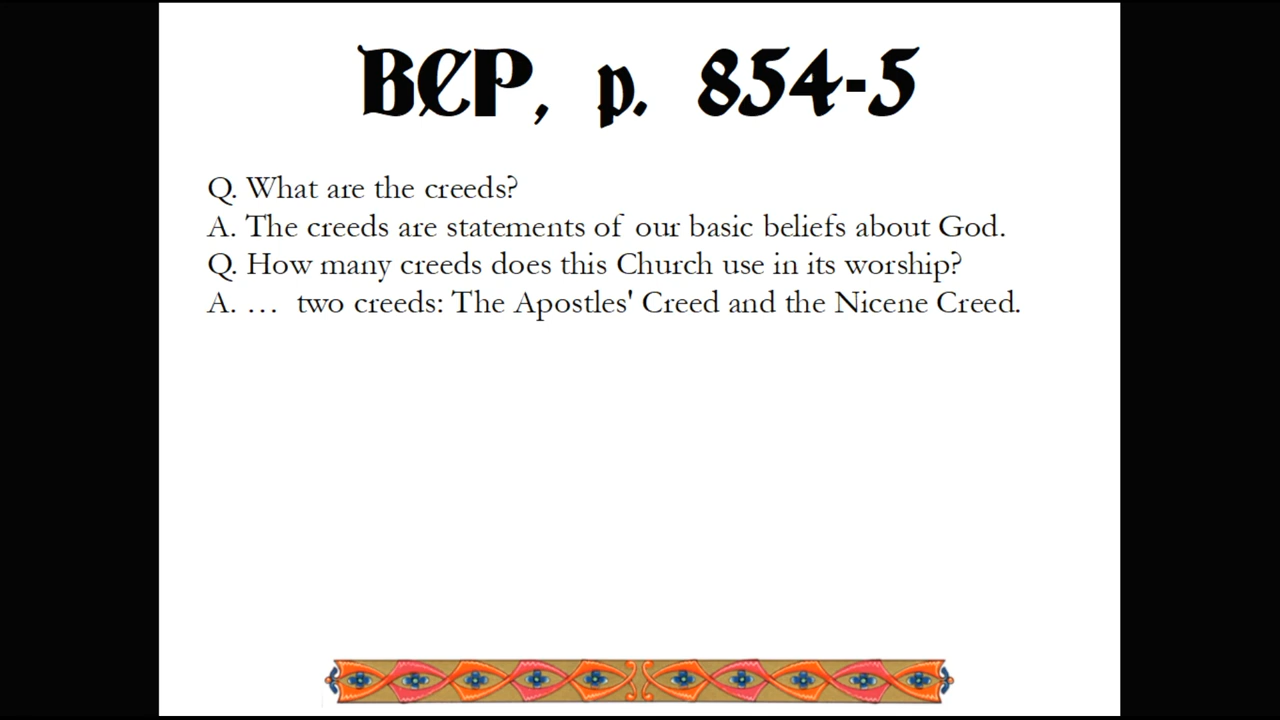 BCP, p. 854-5
Q. What are the creeds?
A. The creeds are statements of our basic beliefs about God.
Q. How many creeds does this Church use in its worship?
A. … two creeds: The Apostles' Creed and the Nicene Creed.